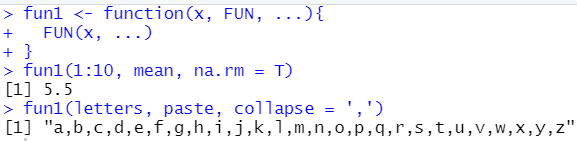 > fun1 <- function(x, FUN, ...){
+   FUN(x, ...)
+ }
> fun1(1:10, mean, na.rm = T)
[1] 5.5
> fun1(letters, paste, collapse = ',')
[1] "a,b,c,d,e,f,g,h,i,j,k,l,m,n,o,p,q,r,s,t,u,v,w,x,y,z"